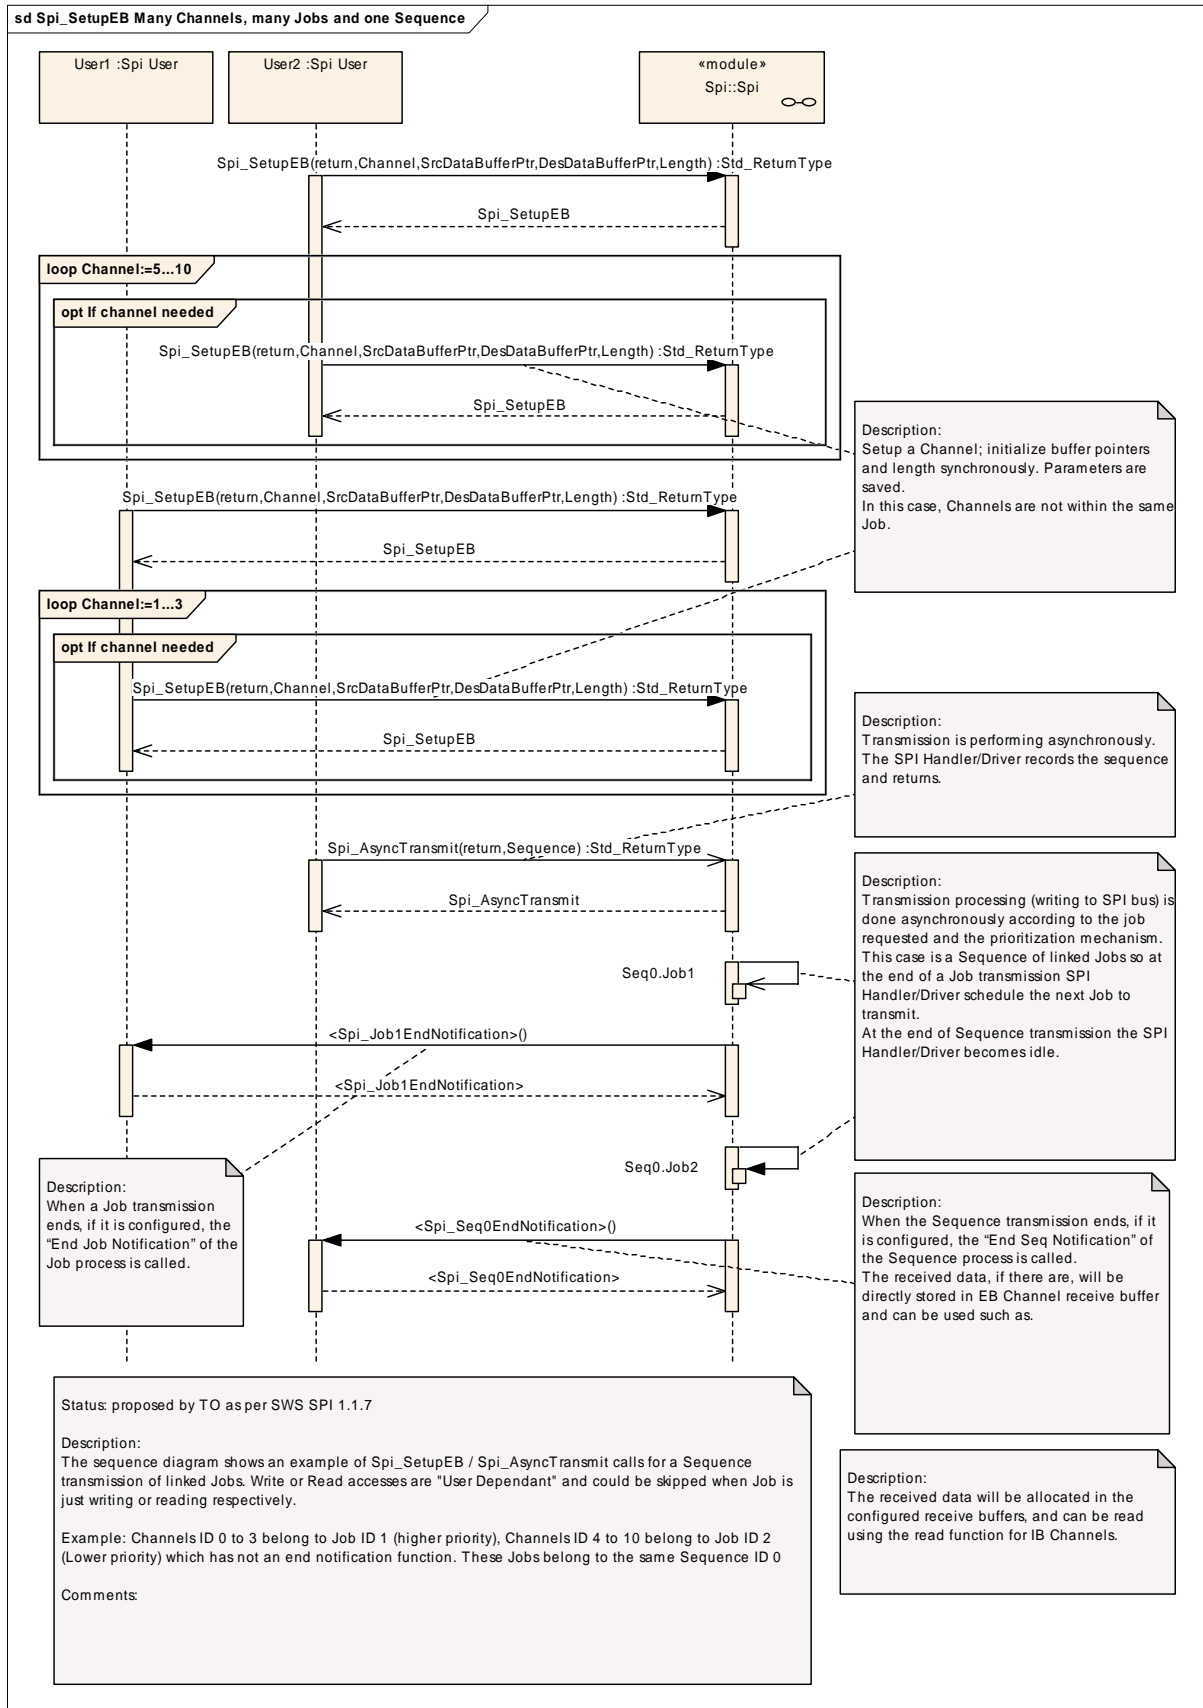 sd Spi_SetupEB Many Channels, many Jobs and one Sequence
User1 :Spi User
User2 :Spi User
«module»
Spi::Spi
Spi_SetupEB(return,Channel,SrcDataBufferPtr,DesDataBufferPtr,Length) :Std_ReturnType
Spi_SetupEB
loop Channel:=5...10
opt If channel needed
Spi_SetupEB(return,Channel,SrcDataBufferPtr,DesDataBufferPtr,Length) :Std_ReturnType
Spi_SetupEB
Description:
Setup a Channel; initialize buffer pointers
and length synchronously. Parameters are
saved.
In this case, Channels are not within the same
Job.
Spi_SetupEB(return,Channel,SrcDataBufferPtr,DesDataBufferPtr,Length) :Std_ReturnType
Spi_SetupEB
loop Channel:=1...3
opt If channel needed
Spi_SetupEB(return,Channel,SrcDataBufferPtr,DesDataBufferPtr,Length) :Std_ReturnType
Spi_SetupEB
Description:
Transmission is performing asynchronously.
The SPI Handler/Driver records the sequence
and returns.
Spi_AsyncTransmit(return,Sequence) :Std_ReturnType
Spi_AsyncTransmit
Description:
Transmission processing (writing to SPI bus) is
done asynchronously according to the job
requested and the prioritization mechanism.
This case is a Sequence of linked Jobs so at
the end of a Job transmission SPI
Handler/Driver schedule the next Job to
transmit.
At the end of Sequence transmission the SPI
Handler/Driver becomes idle.
Seq0.Job1
<Spi_Job1EndNotification>()
<Spi_Job1EndNotification>
Seq0.Job2
Description:
When a Job transmission
ends, if it is configured, the
“End Job Notification” of the
Job process is called.
<Spi_Seq0EndNotification>()
<Spi_Seq0EndNotification>
Description:
When the Sequence transmission ends, if it
is configured, the “End Seq Notification” of
the Sequence process is called.
The received data, if there are, will be
directly stored in EB Channel receive buffer
and can be used such as.
Status: proposed by TO as per SWS SPI 1.1.7
Description:
The sequence diagram shows an example of Spi_SetupEB / Spi_AsyncTransmit calls for a Sequence
transmission of linked Jobs. Write or Read accesses are "User Dependant" and could be skipped when Job is
just writing or reading respectively.
Example: Channels ID 0 to 3 belong to Job ID 1 (higher priority), Channels ID 4 to 10 belong to Job ID 2
(Lower priority) which has not an end notification function. These Jobs belong to the same Sequence ID 0
Comments:
Description:
The received data will be allocated in the
configured receive buffers, and can be read
using the read function for IB Channels.